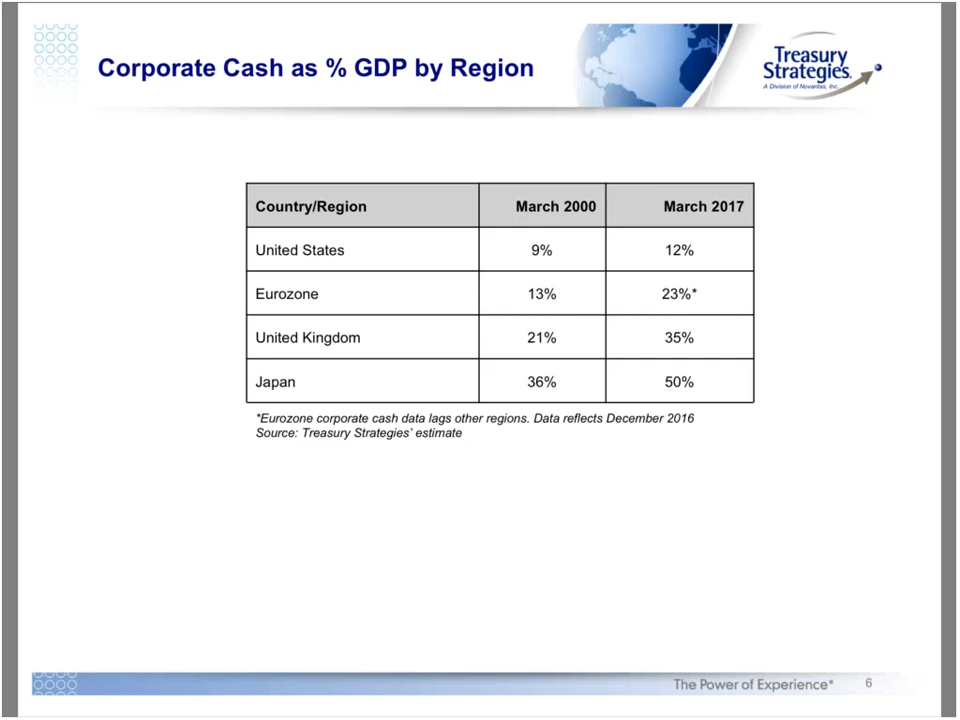 Corporate Cash as % GDP by Region
Treasury
Strategies.
A Division of Novantas, Inc.
Country/Region March 2000 March 2017
United States 9% 12%
Eurozone 13% 23%*
United Kingdom 21% 35%
Japan 36% 50%
*Eurozone corporate cash data lags other regions. Data reflects December 2016
Source: Treasury Strategies’ estimate
The Power of Experience® 6